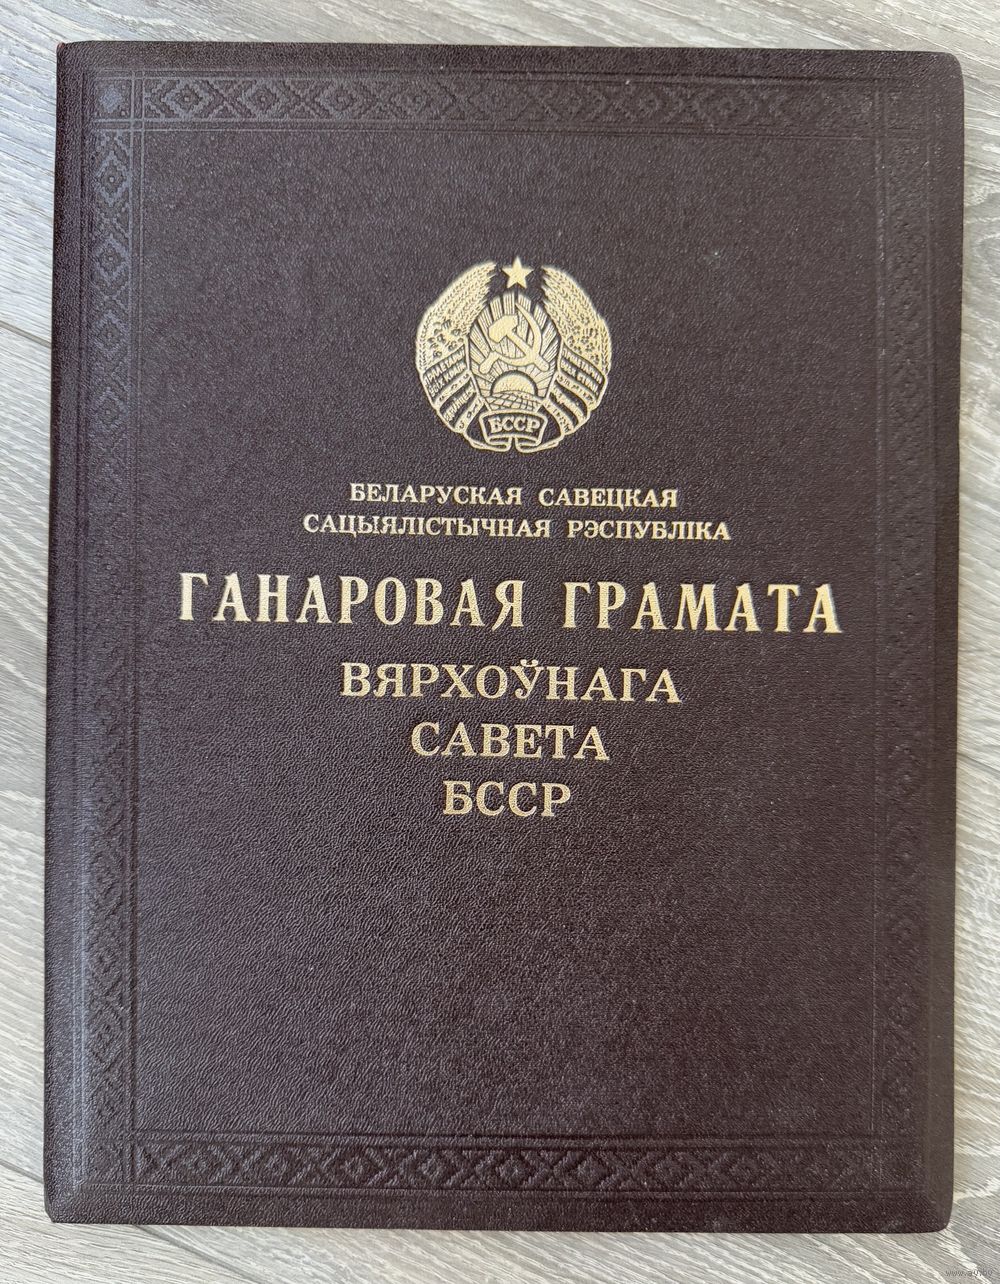 БССР
БЕЛАРУСКАЯ САВЕЦКАЯ
САЦЫЯЛІСТЫЧНАЯ РЭСПУБЛІКА
ГАНАРОВАЯ ГРАМАТА
ВЯРХОЎНАГА
САВЕТА
БССР